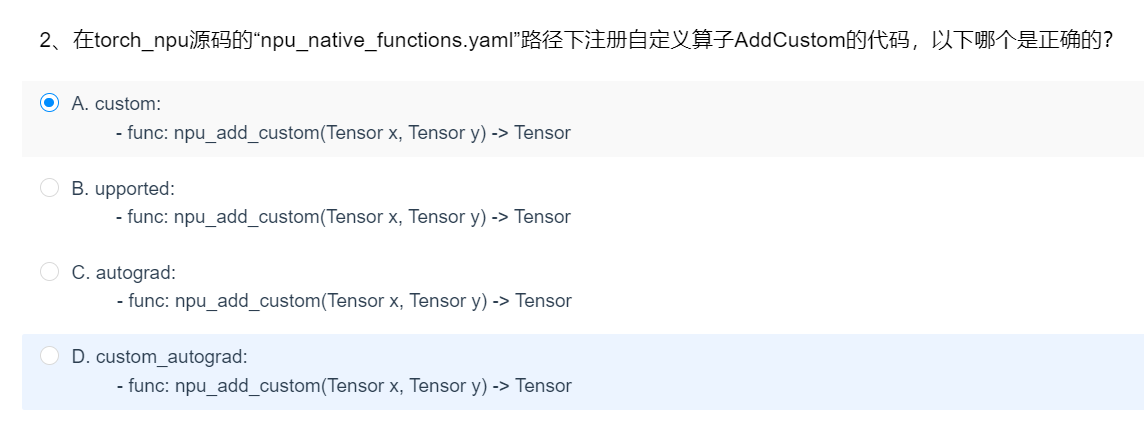 2、在torch_npu源码的“npu_native_functions.yaml”路径下注册自定义算子AddCustom的代码，以下哪个是正确的？
A. custom:
- func: npu_add_custom(Tensor x, Tensor y) -> Tensor
B. upported:
- func: npu_add_custom(Tensor x, Tensor y) -> Tensor
C. autograd:
- func: npu_add_custom(Tensor x, Tensor y) -> Tensor
D. custom_autograd:
- func: npu_add_custom(Tensor x, Tensor y) -> Tensor